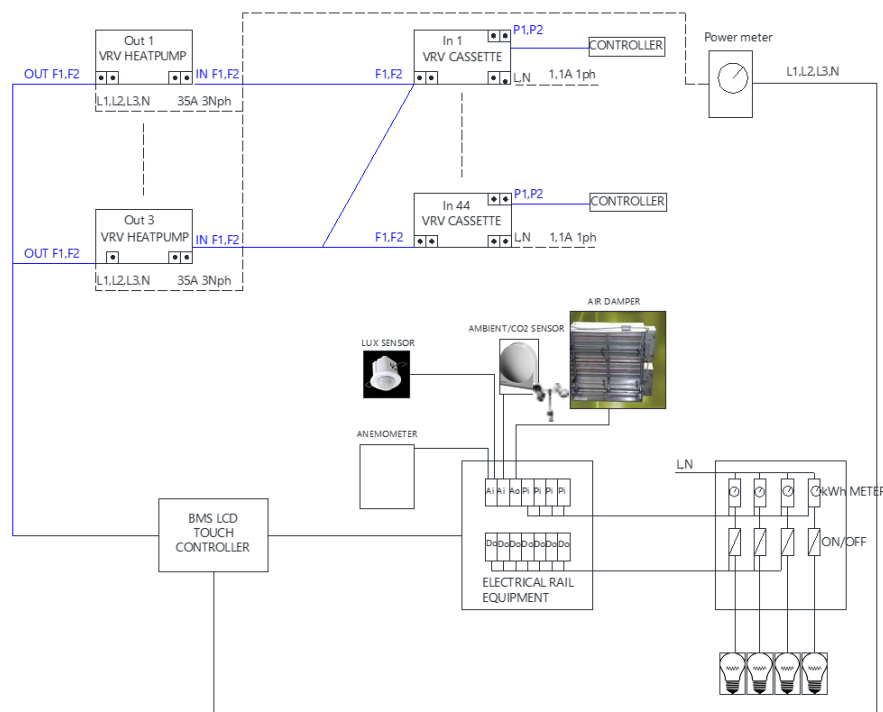 Out 1
VRV HEATPUMP
OUT F1,F2
IN F1,F2
L1,L2,L3,N
35A 3Nph
In 1
VRV CASSETTE
P1,P2
CONTROLLER
F1,F2
L,N
1,1A 1ph
Power meter
L1,L2,L3,N
Out 3
VRV HEATPUMP
OUT F1,F2
IN F1,F2
L1,L2,L3,N
35A 3Nph
In 44
VRV CASSETTE
P1,P2
CONTROLLER
F1,F2
L,N
1,1A 1ph
AIR DAMPER
AMBIENT/CO2 SENSOR
LUX SENSOR
ANEMOMETER
L,N
Ai Ai Ao Pi Pi Pi Pi
kWh METER
BMS LCD
TOUCH
CONTROLLER
Do Do Do Do Do Do Do
ON/OFF
ELECTRICAL RAIL
EQUIPMENT